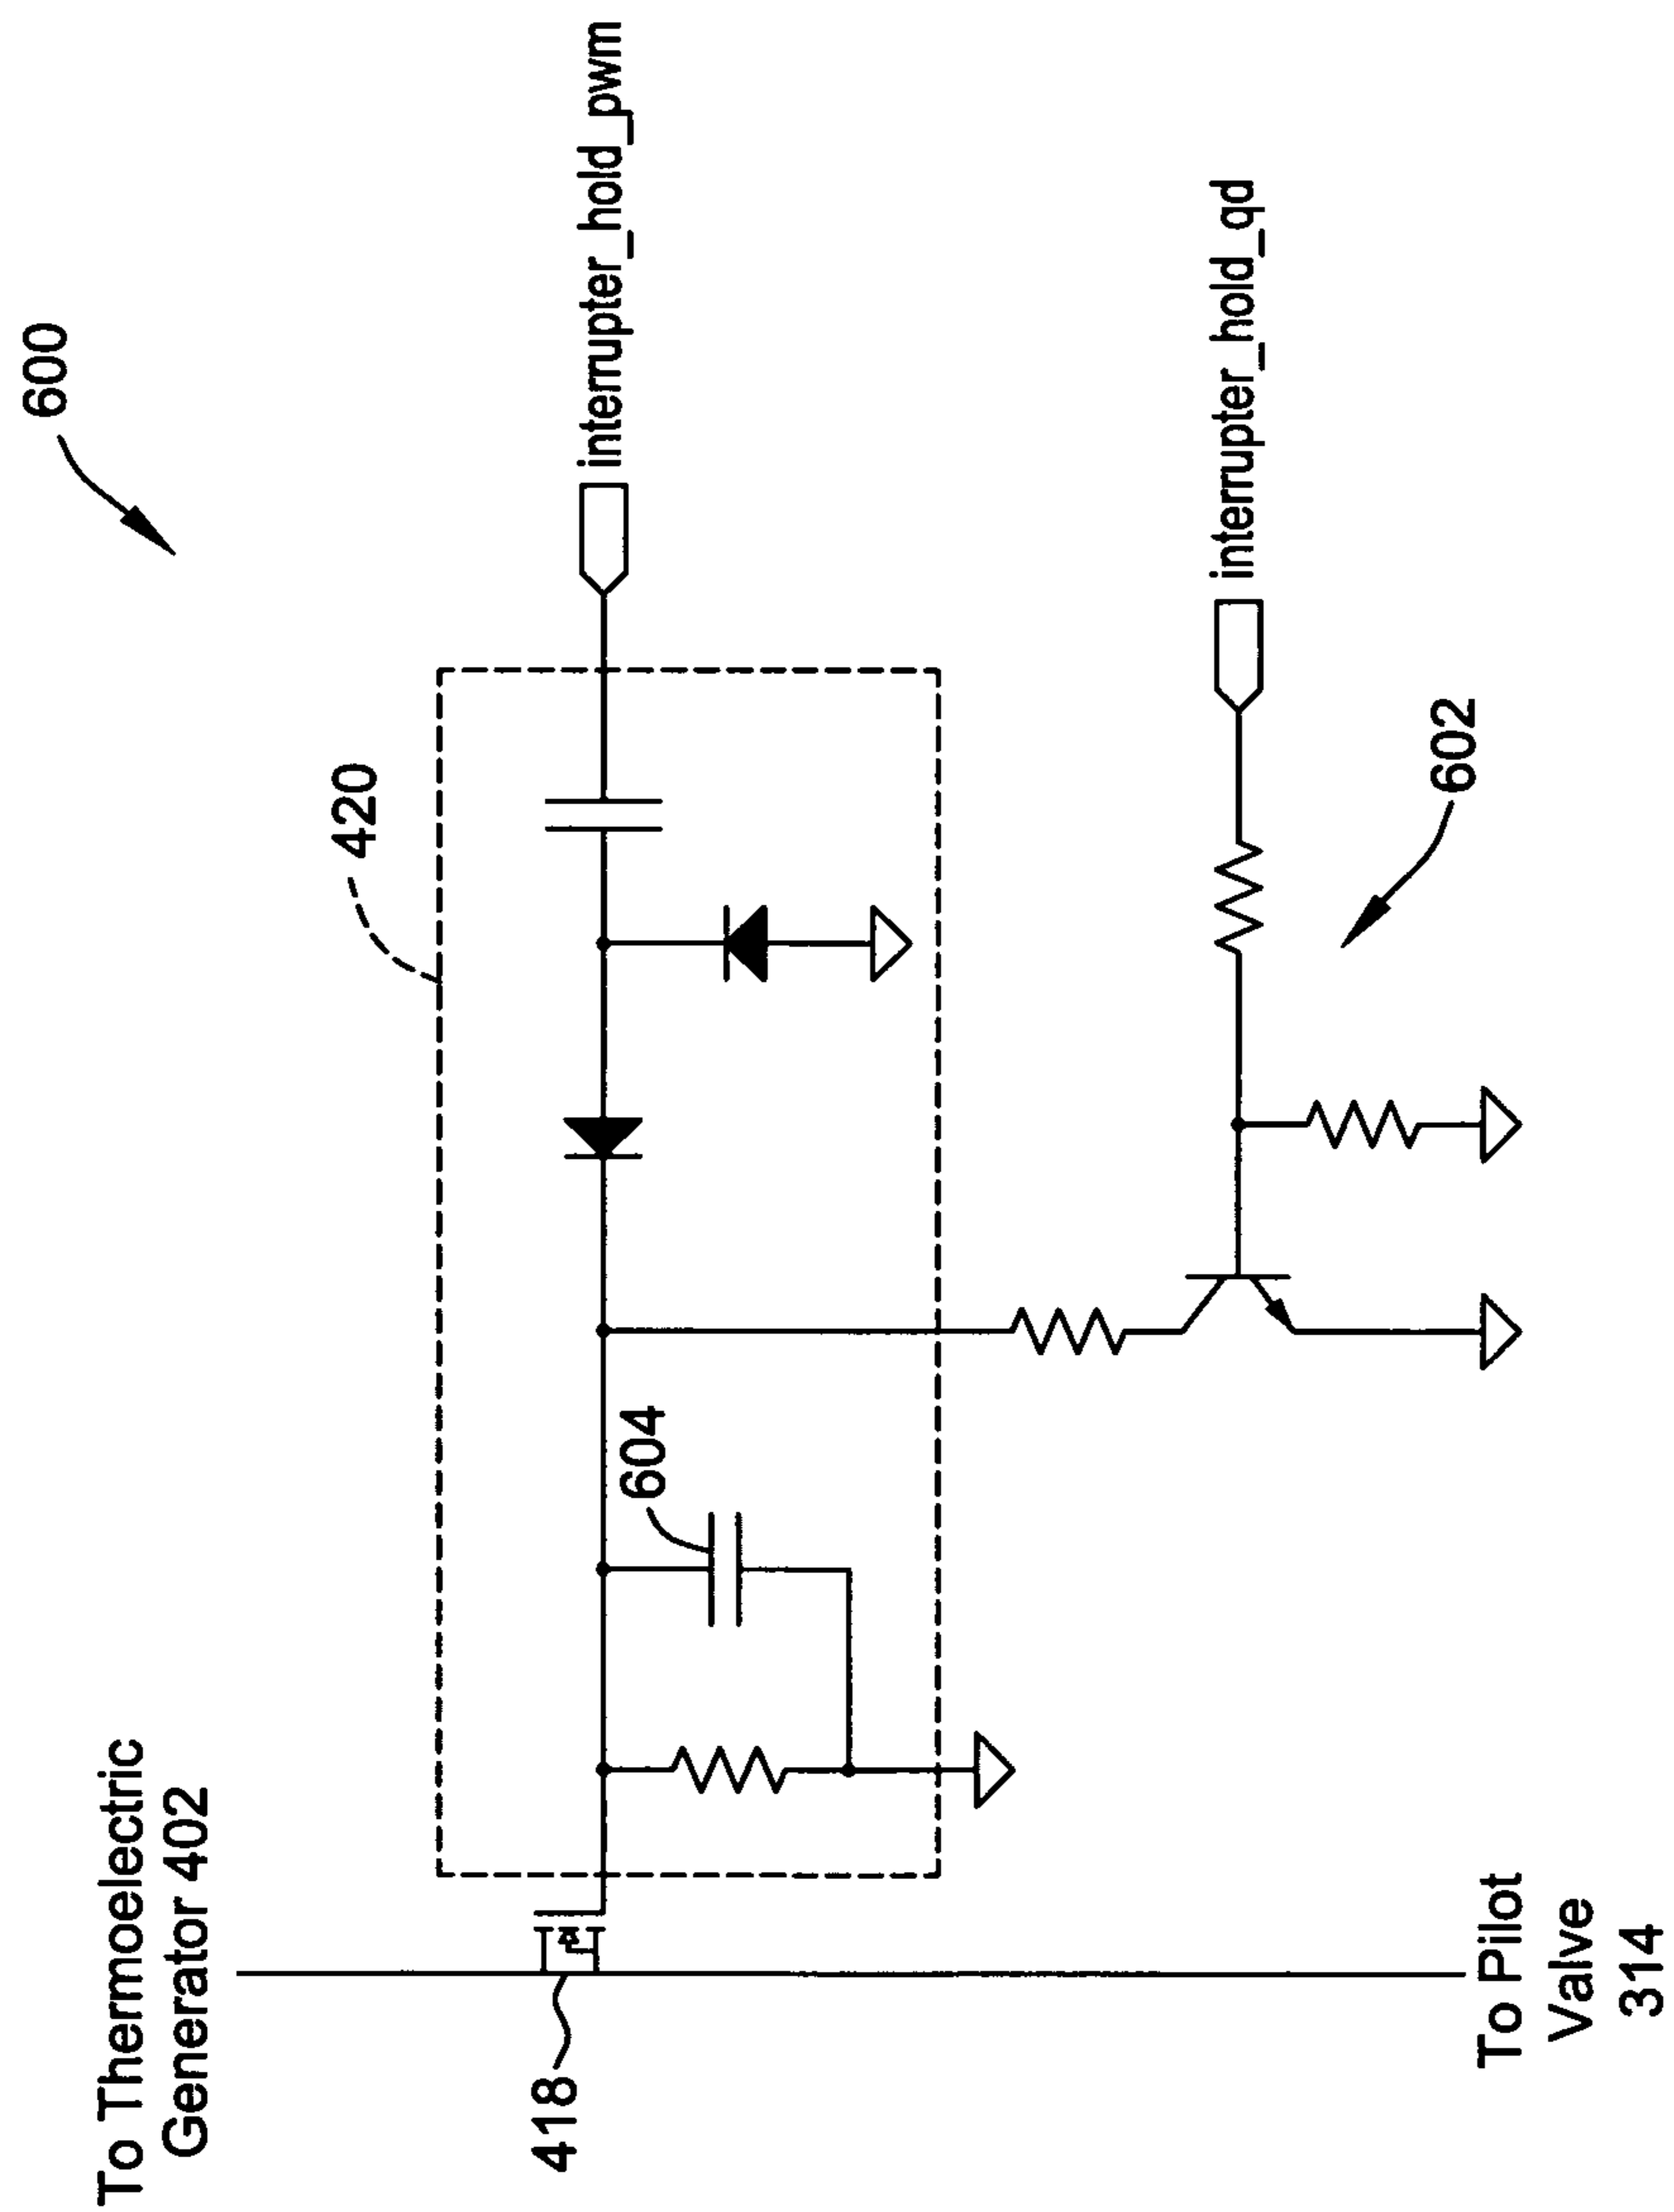 600
To Thermoelectric
Generator 402
420
418
604
interrupter_hold_pwm
interrupter_hold_qd
602
To Pilot
Valve
314